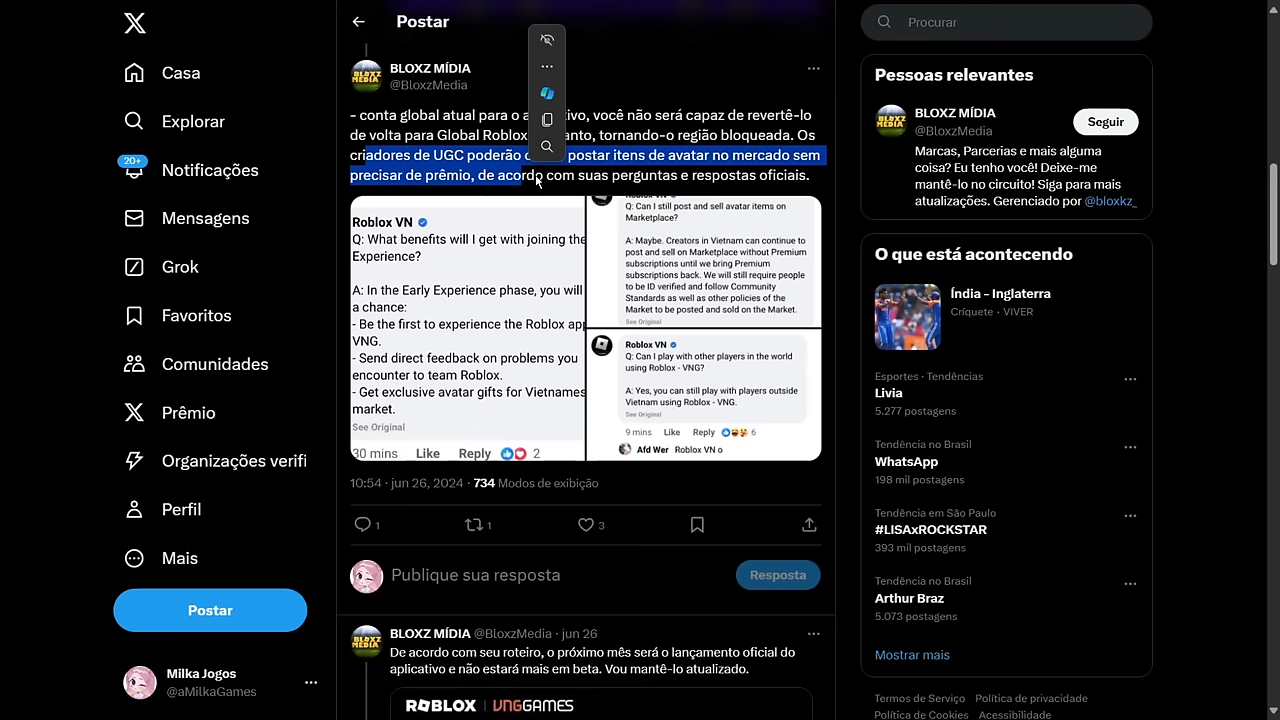 Postar
Procurar
Casa
Explorar
20+
Notificações
Mensagens
Grok
Favoritos
Comunidades
Prêmio
Organizações verifi
Perfil
Mais
Postar
Milka Jogos
@aMilkaGames
BLOXZ MÍDIA
@BloxzMedia
- conta global atual para o a tivo, você não será capaz de revertê-lo
de volta para Global Roblox anto, tornando-o região bloqueada. Os
criadores de UGC poderão postar itens de avatar no mercado sem
precisar de prêmio, de acordo com suas perguntas e respostas oficiais.
Roblox VN
Q: What benefits will I get with joining the
Experience?
A: In the Early Experience phase, you will
a chance:
- Be the first to experience the Roblox app
VNG.
- Send direct feedback on problems you
encounter to team Roblox.
- Get exclusive avatar gifts for Vietnames
market.
See Original
30 mins Like Reply 2
Roblox VN
Q: Can I still post and sell avatar items on
Marketplace?
A: Maybe. Creators in Vietnam can continue to
post and sell on Marketplace without Premium
subscriptions until we bring Premium
subscriptions back. We will still require people
to be ID verified and follow Community
Standards as well as other policies of the
Market to be posted and sold on the Market.
See Original
Roblox VN
Q: Can I play with other players in the world
using Roblox - VNG?
A: Yes, you can still play with players outside
Vietnam using Roblox - VNG.
See Original
9 mins Like Reply 6
Afd Wer Roblox VN o
10:54 · jun 26, 2024 · 734 Modos de exibição
1 1 3
Publique sua resposta
Resposta
BLOXZ MÍDIA @BloxzMedia · jun 26
De acordo com seu roteiro, o próximo mês será o lançamento oficial do
aplicativo e não estará mais em beta. Vou mantê-lo atualizado.
ROBLOX | VNGGAMES
Pessoas relevantes
BLOXZ MÍDIA
@BloxzMedia
Seguir
Marcas, Parcerias e mais alguma
coisa? Eu tenho você! Deixe-me
mantê-lo no circuito! Siga para mais
atualizações. Gerenciado por @bloxkz_
O que está acontecendo
Índia – Inglaterra
Críquete · VIVER
Esportes · Tendências
Livia
5.277 postagens
Tendência no Brasil
WhatsApp
198 mil postagens
Tendência em São Paulo
#LISAxROCKSTAR
393 mil postagens
Tendência no Brasil
Arthur Braz
5.073 postagens
Mostrar mais
Termos de Serviço Política de privacidade
Política de Cookies Acessibilidade